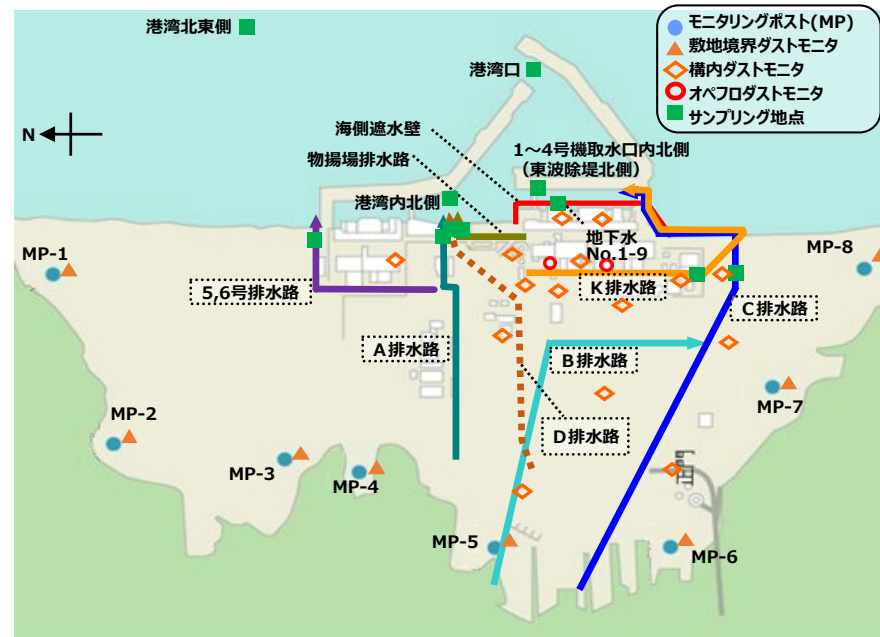 港湾北東側
港湾口
モニタリングポスト(MP)
敷地境界ダストモニタ
構内ダストモニタ
オペフロダストモニタ
サンプリング地点
N
海側遮水壁
物揚場排水路
1～4号機取水口内北側
（東波除堤北側）
港湾内北側
地下水
No.1-9
MP-1
MP-8
5,6号排水路
K排水路
C排水路
A排水路
B排水路
D排水路
MP-2
MP-3
MP-4
MP-7
正門
MP-5
MP-6